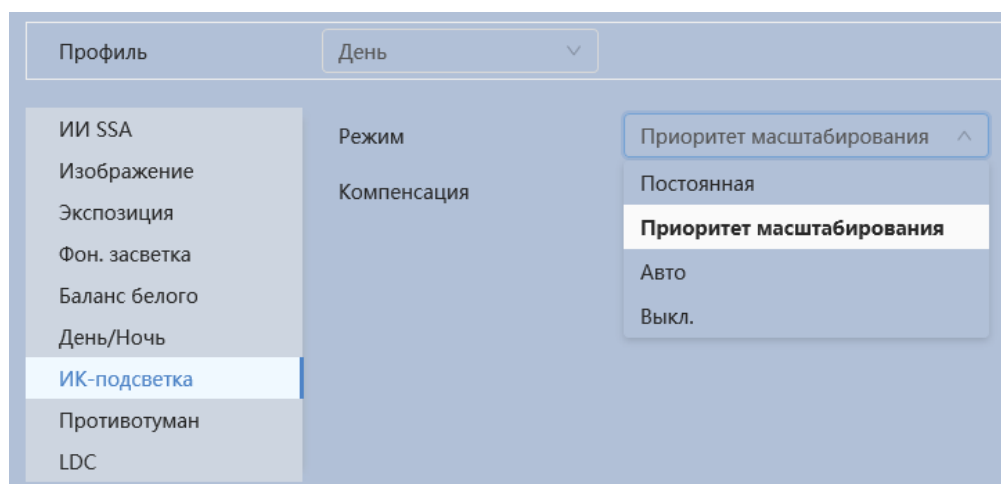 Профиль День
ИИ SSA
Изображение
Экспозиция
Фон. засветка
Баланс белого
День/Ночь
ИК-подсветка
Противотуман
LDC
Режим Приоритет масштабирования
Компенсация
Постоянная
Приоритет масштабирования
Авто
Выкл.